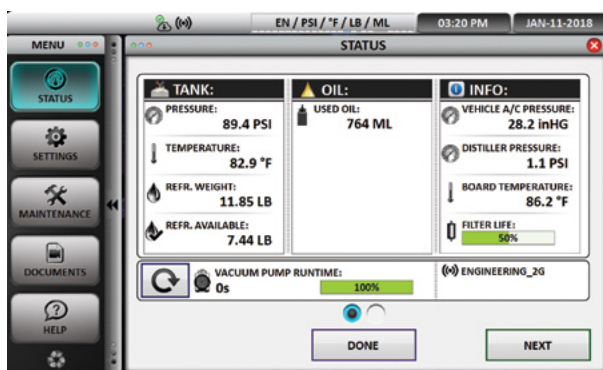 EN / PSI / °F / LB / ML
03:20 PM
JAN-11-2018
MENU
STATUS
STATUS
SETTINGS
MAINTENANCE
DOCUMENTS
HELP
TANK:
PRESSURE:
89.4 PSI
TEMPERATURE:
82.9 °F
REFR. WEIGHT:
11.85 LB
REFR. AVAILABLE:
7.44 LB
OIL:
USED OIL:
764 ML
INFO:
VEHICLE A/C PRESSURE:
28.2 inHG
DISTILLER PRESSURE:
1.1 PSI
BOARD TEMPERATURE:
86.2 °F
FILTER LIFE:
50%
VACUUM PUMP RUNTIME:
0s
100%
ENGINEERING_2G
DONE
NEXT